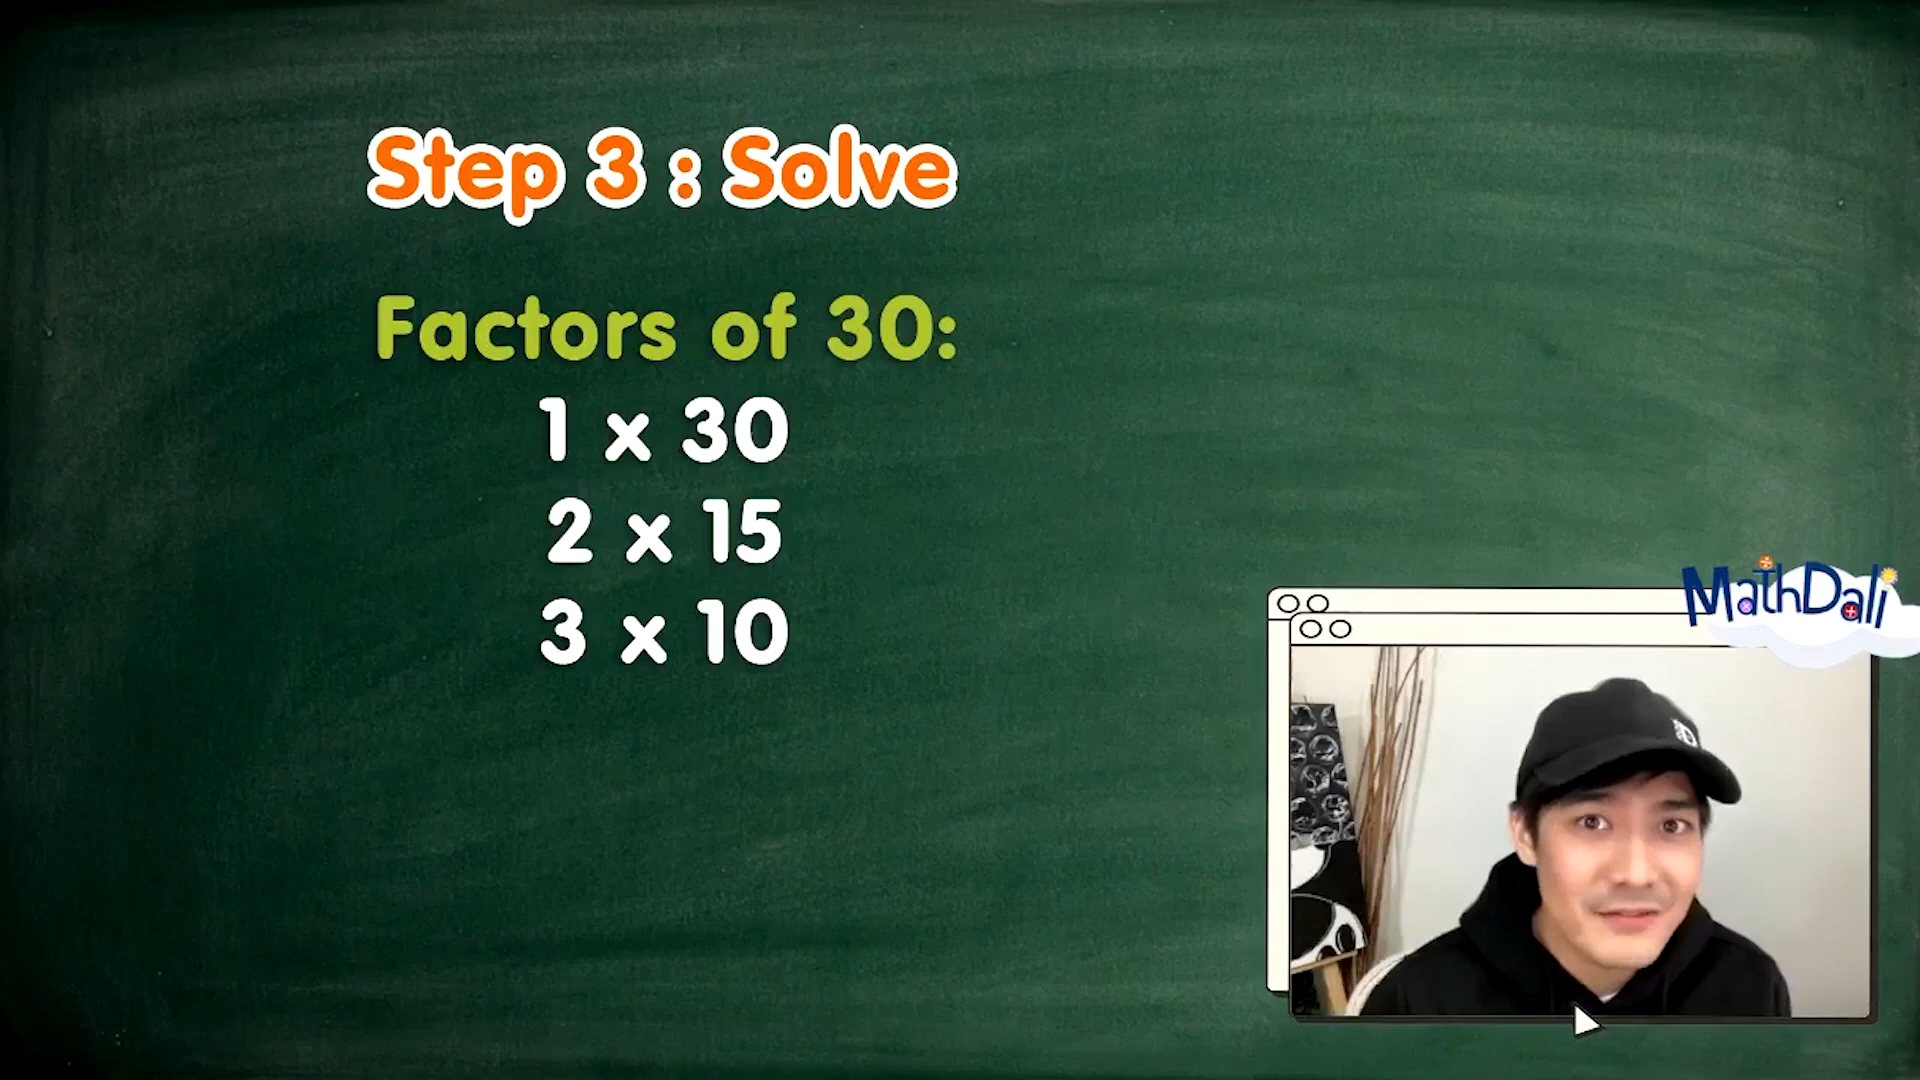 Step 3 : Solve
Factors of 30:
1 x 30
2 x 15
3 x 10
MathDali